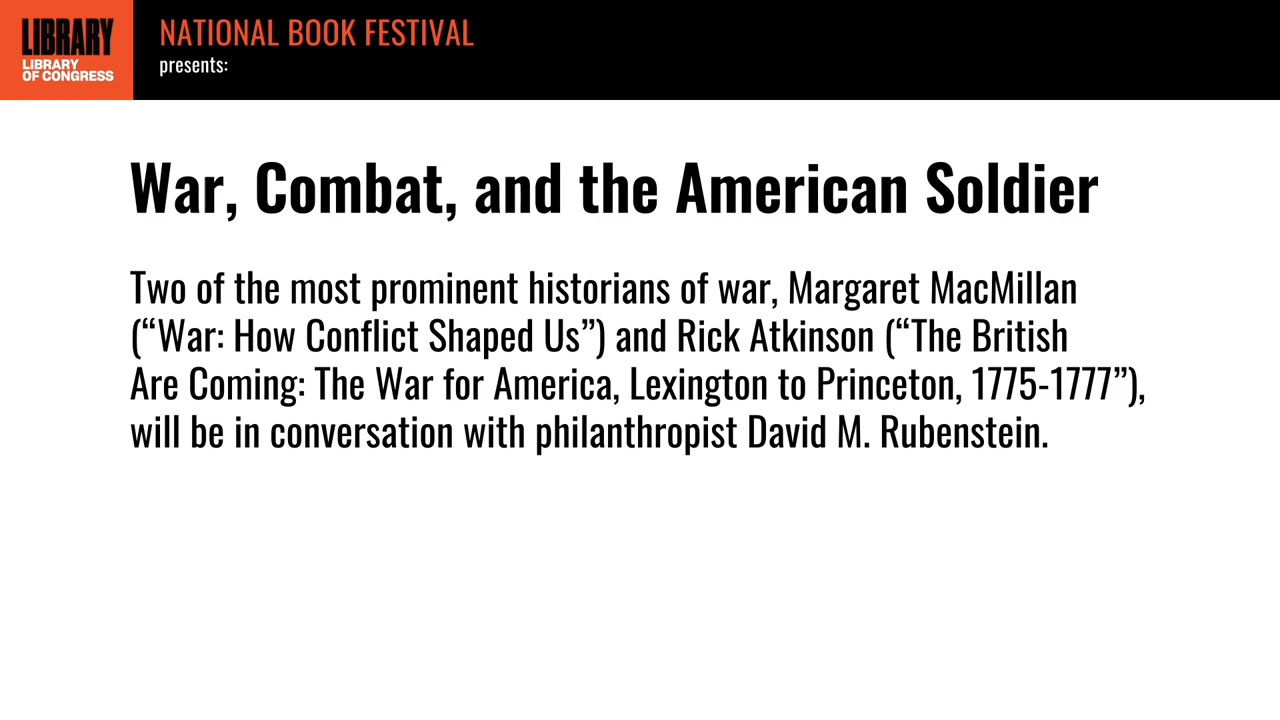 LIBRARY
LIBRARY
OF CONGRESS
NATIONAL BOOK FESTIVAL
presents:
War, Combat, and the American Soldier
Two of the most prominent historians of war, Margaret MacMillan
(“War: How Conflict Shaped Us”) and Rick Atkinson (“The British
Are Coming: The War for America, Lexington to Princeton, 1775-1777”),
will be in conversation with philanthropist David M. Rubenstein.